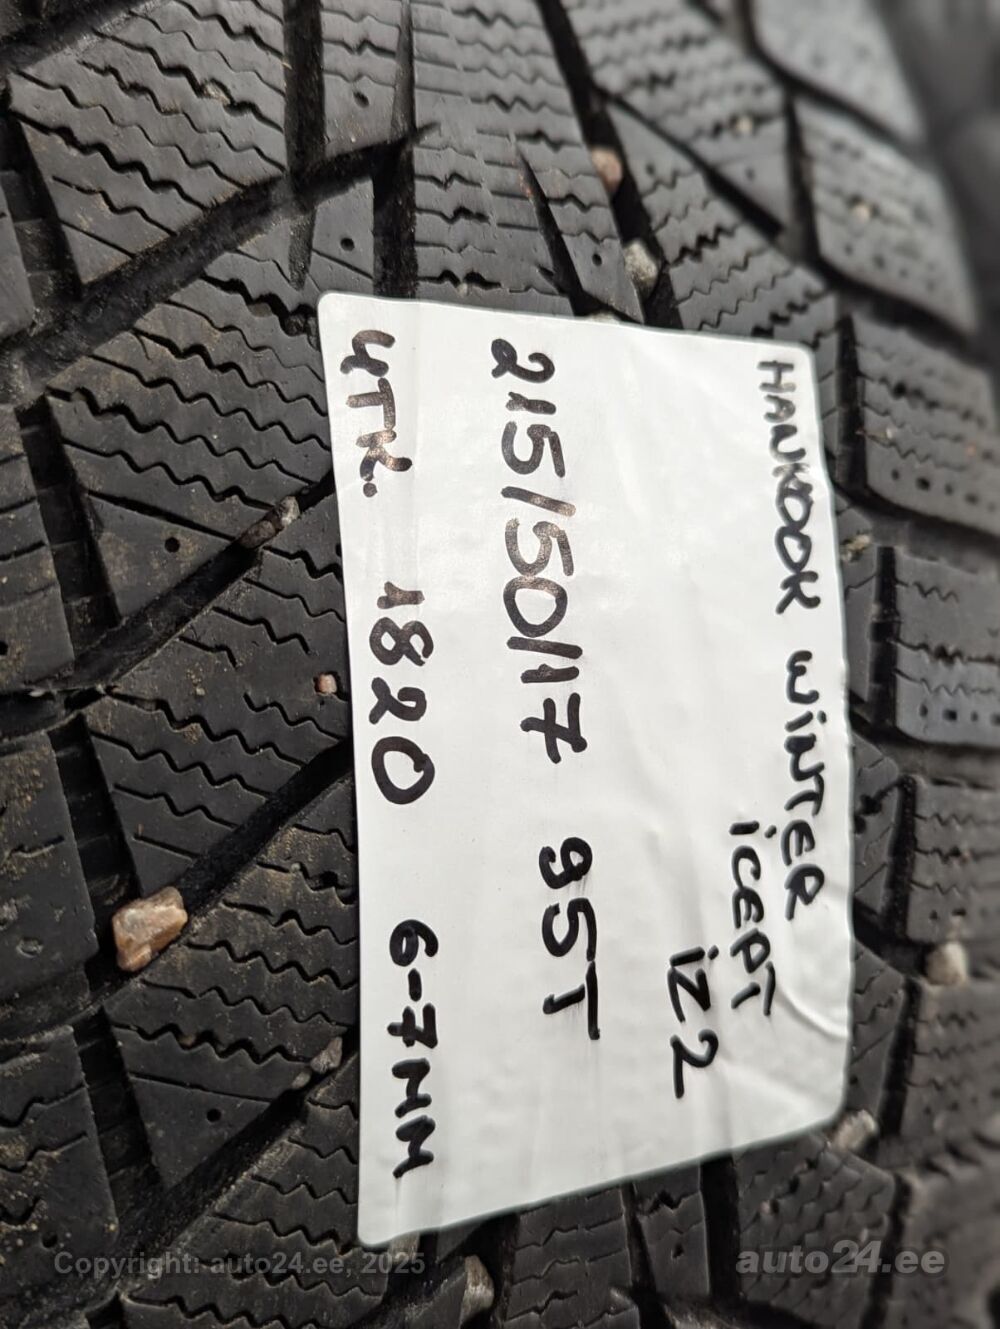 HANKOOK WiNTER
iCEPT
iZ2
215/50/17 95T
4TK. 1820 6-7MM
Copyright: auto24.ee, 2025
auto24.ee